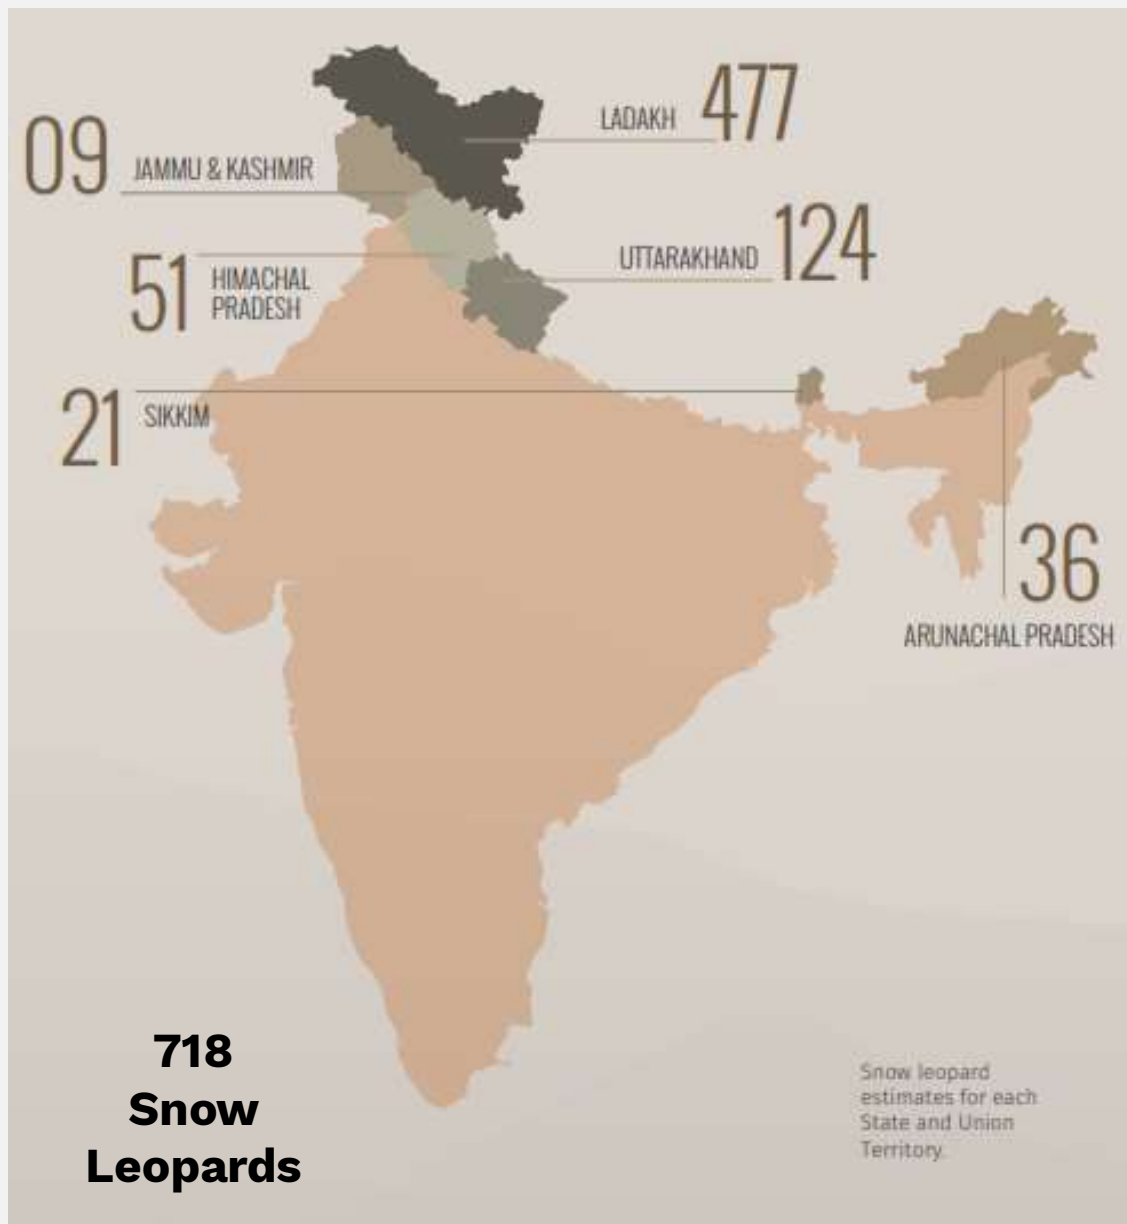 LADAKH 477
09 JAMMU & KASHMIR
UTTARAKHAND 124
51 HIMACHAL
PRADESH
21 SIKKIM
36
ARUNACHAL PRADESH
718
Snow
Leopards
Snow leopard
estimates for each
State and Union
Territory.